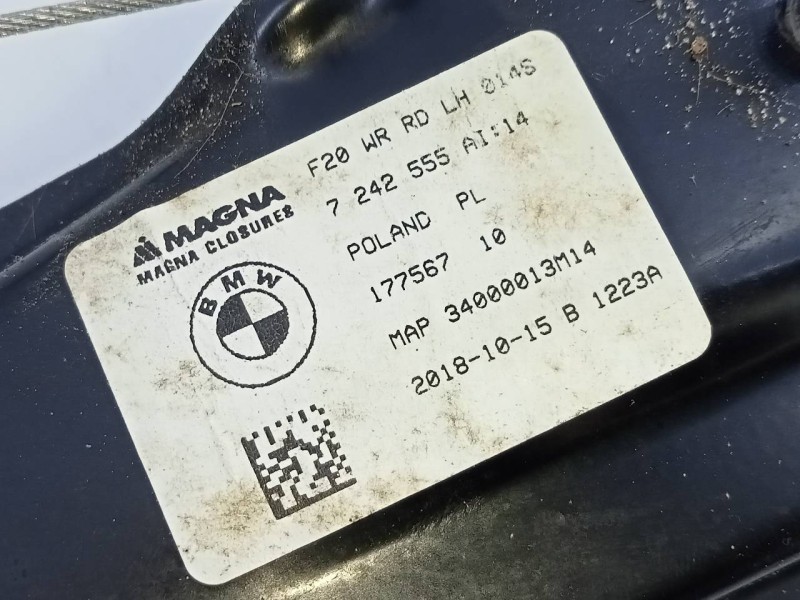 F20 WR RD LH 014S
7 242 555 AI:14
MAGNA
MAGNA CLOSURES
POLAND PL
177567 10
BMW
MAP 34000013M14
2018-10-15 B 1223A